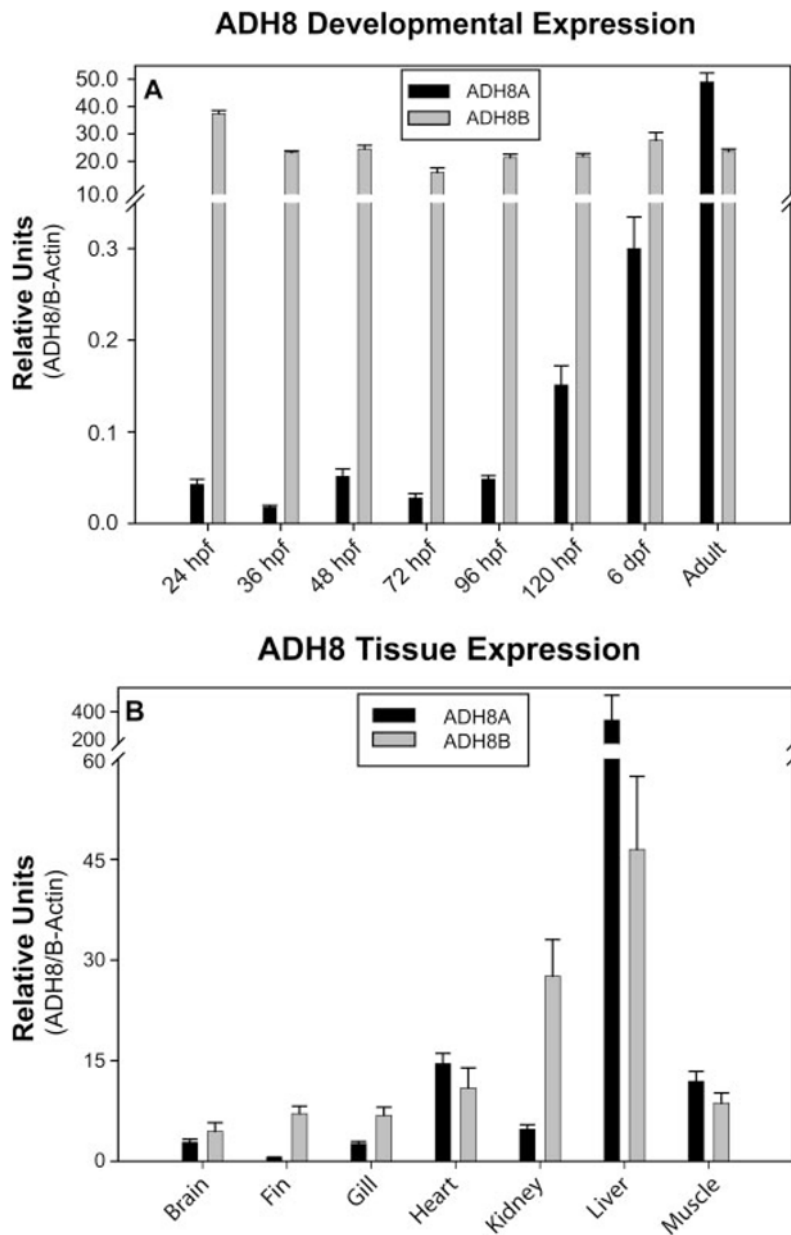 ADH8 Developmental Expression
A
ADH8A
ADH8B
50.0
40.0
30.0
20.0
10.0
0.3
0.2
0.1
0.0
Relative Units
(ADH8/B-Actin)
24 hpf
36 hpf
48 hpf
72 hpf
96 hpf
120 hpf
6 dpf
Adult
ADH8 Tissue Expression
B
ADH8A
ADH8B
400
200
60
45
30
15
0
Relative Units
(ADH8/B-Actin)
Brain
Fin
Gill
Heart
Kidney
Liver
Muscle